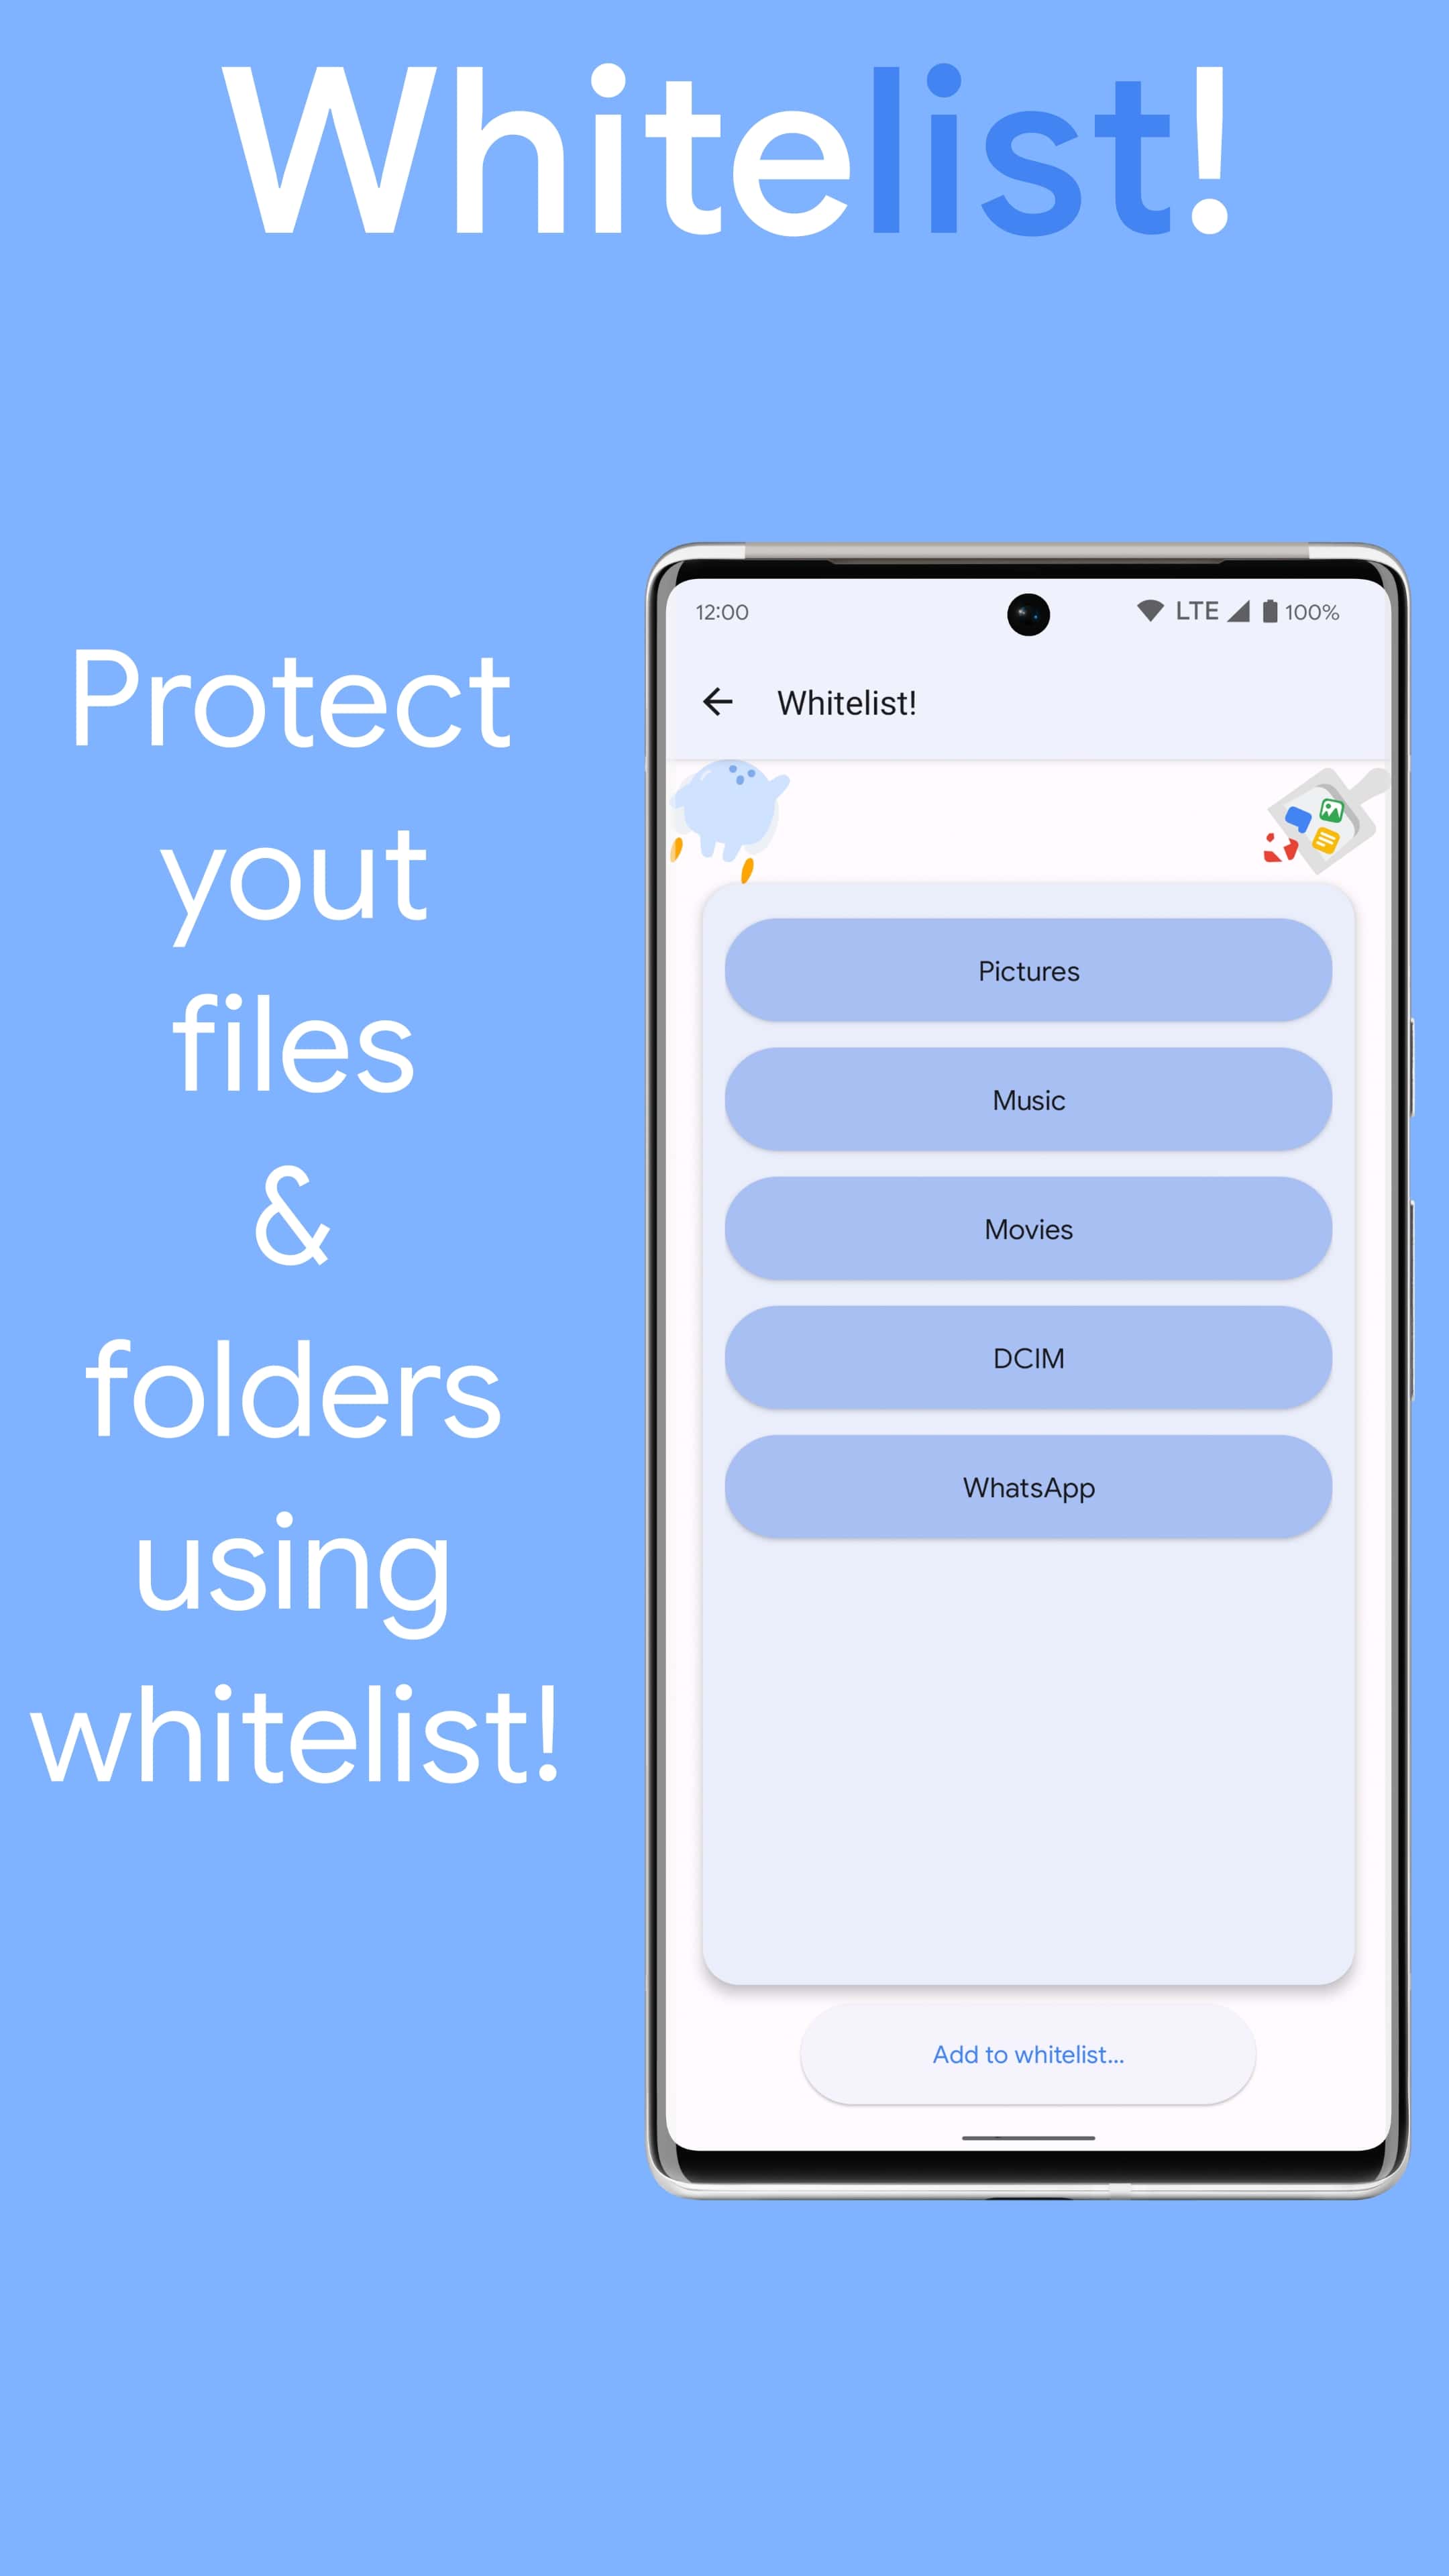 Whitelist!
Protect
yout
files
&
folders
using
whitelist!
12:00 LTE 100%
Whitelist!
Pictures
Music
Movies
DCIM
WhatsApp
Add to whitelist...